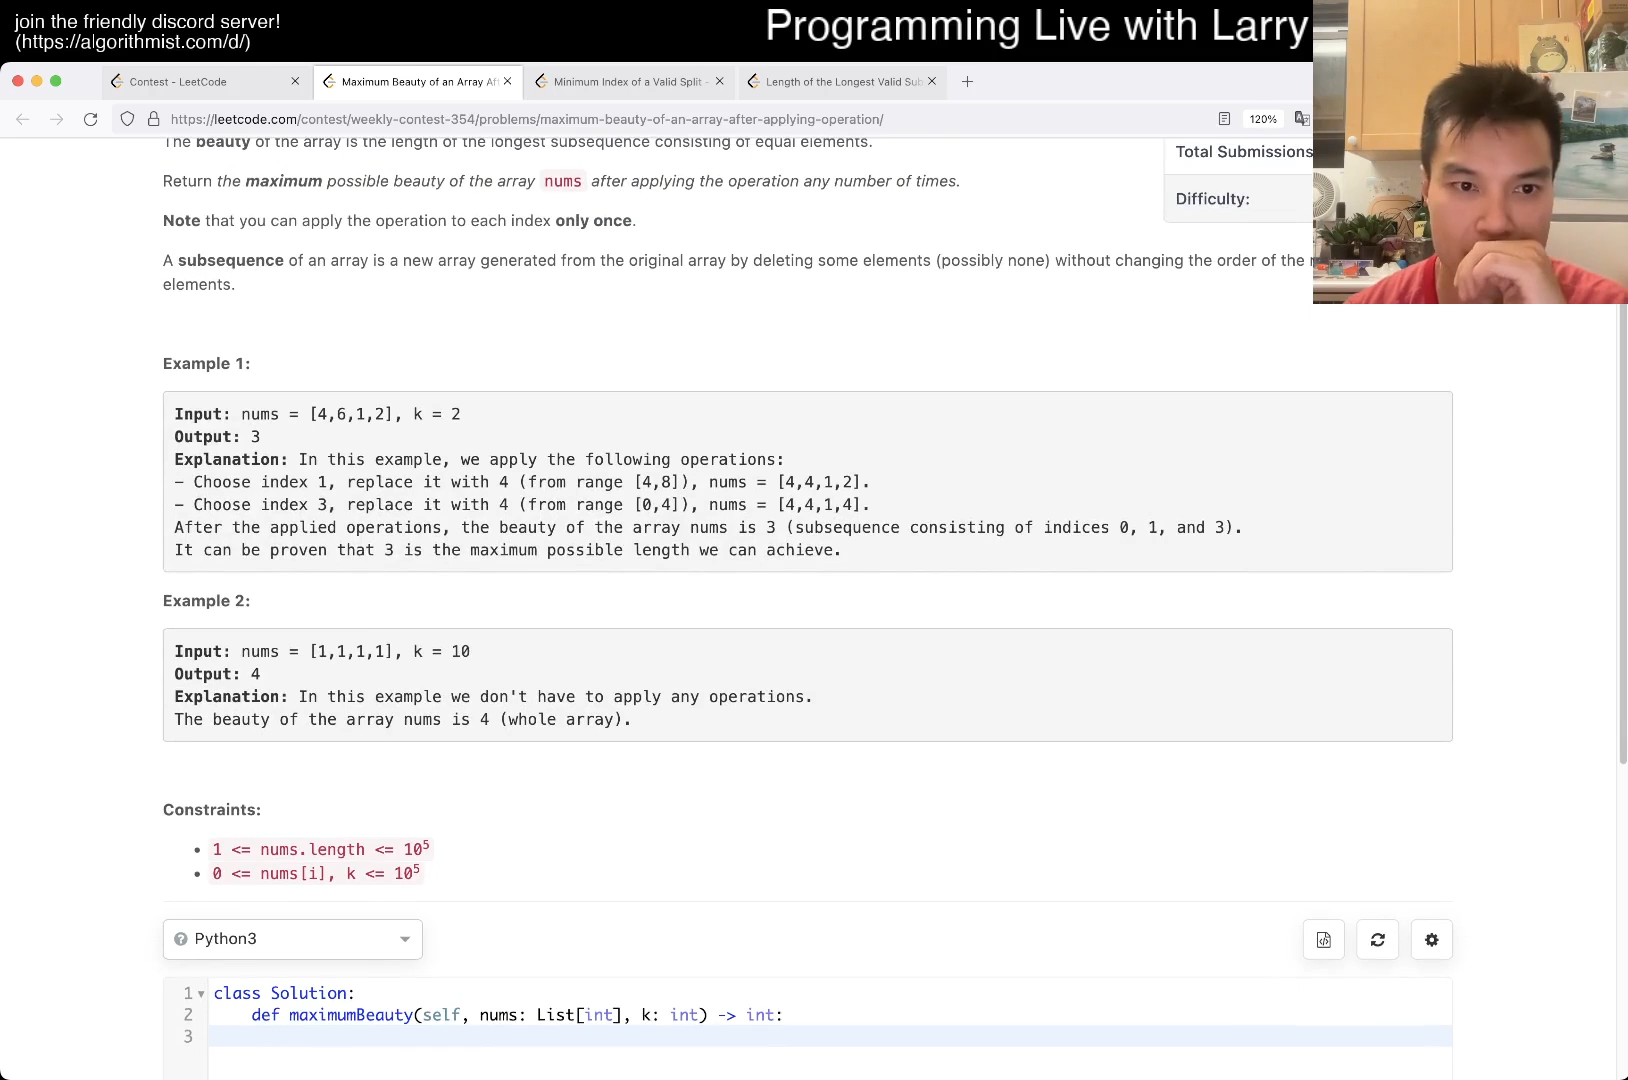 join the friendly discord server!
(https://algorithmist.com/d/)
Programming Live with Larry
Contest - LeetCode
Maximum Beauty of an Array Aft
Minimum Index of a Valid Split -
Length of the Longest Valid Sub
https://leetcode.com/contest/weekly-contest-354/problems/maximum-beauty-of-an-array-after-applying-operation/
120%
The beauty of the array is the length of the longest subsequence consisting of equal elements.
Return the maximum possible beauty of the array nums after applying the operation any number of times.
Note that you can apply the operation to each index only once.
A subsequence of an array is a new array generated from the original array by deleting some elements (possibly none) without changing the order of the
elements.
Total Submissions
Difficulty:
Example 1:
Input: nums = [4,6,1,2], k = 2
Output: 3
Explanation: In this example, we apply the following operations:
- Choose index 1, replace it with 4 (from range [4,8]), nums = [4,4,1,2].
- Choose index 3, replace it with 4 (from range [0,4]), nums = [4,4,1,4].
After the applied operations, the beauty of the array nums is 3 (subsequence consisting of indices 0, 1, and 3).
It can be proven that 3 is the maximum possible length we can achieve.
Example 2:
Input: nums = [1,1,1,1], k = 10
Output: 4
Explanation: In this example we don't have to apply any operations.
The beauty of the array nums is 4 (whole array).
Constraints:
• 1 <= nums.length <= 10⁵
• 0 <= nums[i], k <= 10⁵
Python3
1 class Solution:
2 def maximumBeauty(self, nums: List[int], k: int) -> int:
3